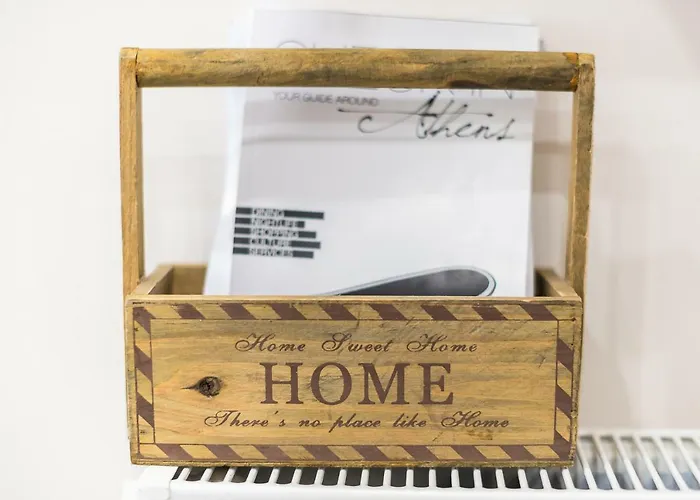 YOUR GUIDE AROUND
Athens
DINING
NIGHTLIFE
SHOPPING
CULTURE
SERVICES
Home Sweet Home
HOME
There's no place like Home